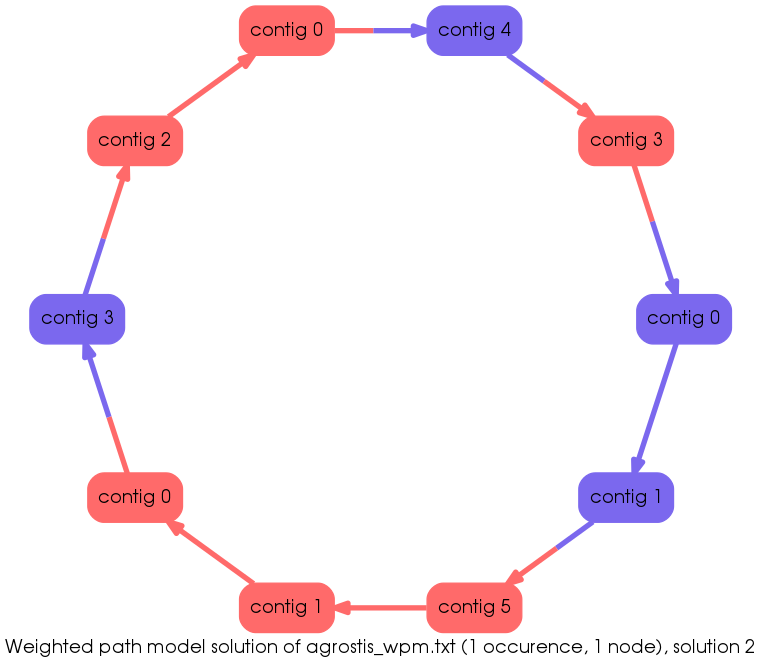 contig 0
contig 4
contig 2
contig 3
contig 3
contig 0
contig 0
contig 1
contig 1
contig 5
Weighted path model solution of agrostis_wpm.txt (1 occurence, 1 node), solution 2